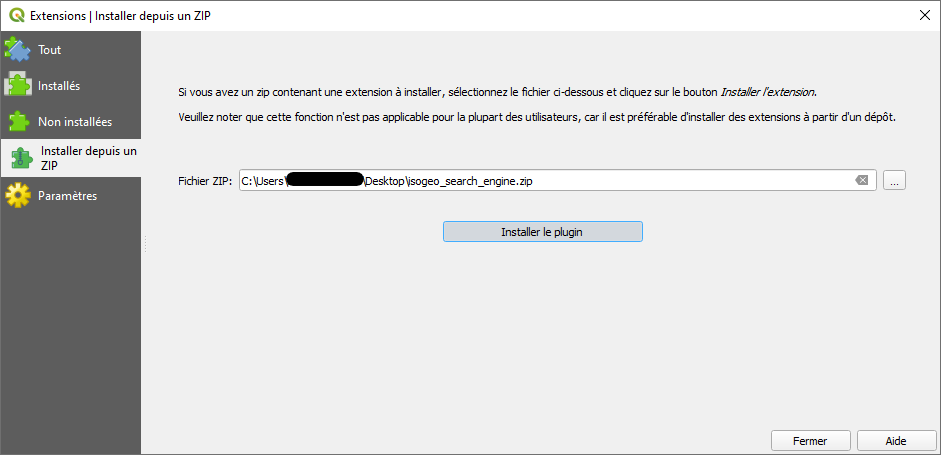 Extensions | Installer depuis un ZIP
Tout
Installés
Non installées
Installer depuis un
ZIP
Paramètres
Si vous avez un zip contenant une extension à installer, sélectionnez le fichier ci-dessous et cliquez sur le bouton Installer l'extension.
Veuillez noter que cette fonction n'est pas applicable pour la plupart des utilisateurs, car il est préférable d'installer des extensions à partir d'un dépôt.
Fichier ZIP: C:\Users\ \Desktop\isogeo_search_engine.zip ...
Installer le plugin
Fermer Aide